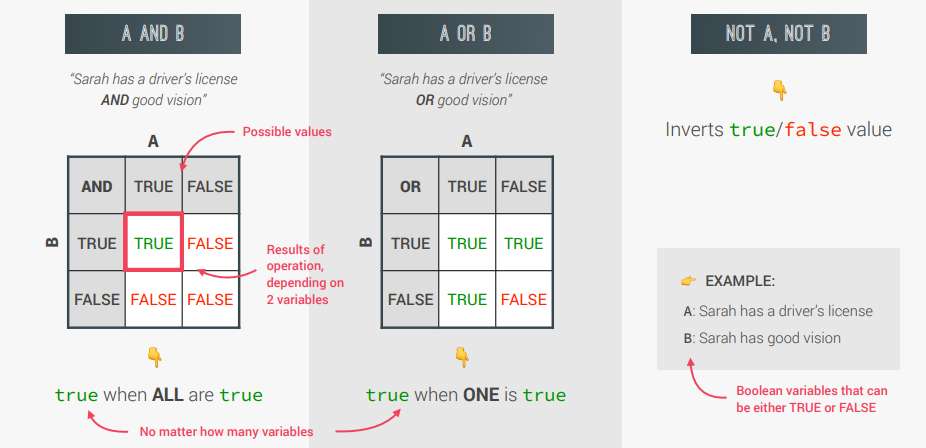 A AND B
"Sarah has a driver's license
AND good vision"
Possible values
A
B
AND TRUE FALSE
TRUE TRUE FALSE
FALSE FALSE FALSE
Results of
operation,
depending on
2 variables
true when ALL are true
No matter how many variables
A OR B
"Sarah has a driver's license
OR good vision"
A
B
OR TRUE FALSE
TRUE TRUE TRUE
FALSE TRUE FALSE
true when ONE is true
NOT A, NOT B
Inverts true/false value
EXAMPLE:
A: Sarah has a driver's license
B: Sarah has good vision
Boolean variables that can
be either TRUE or FALSE